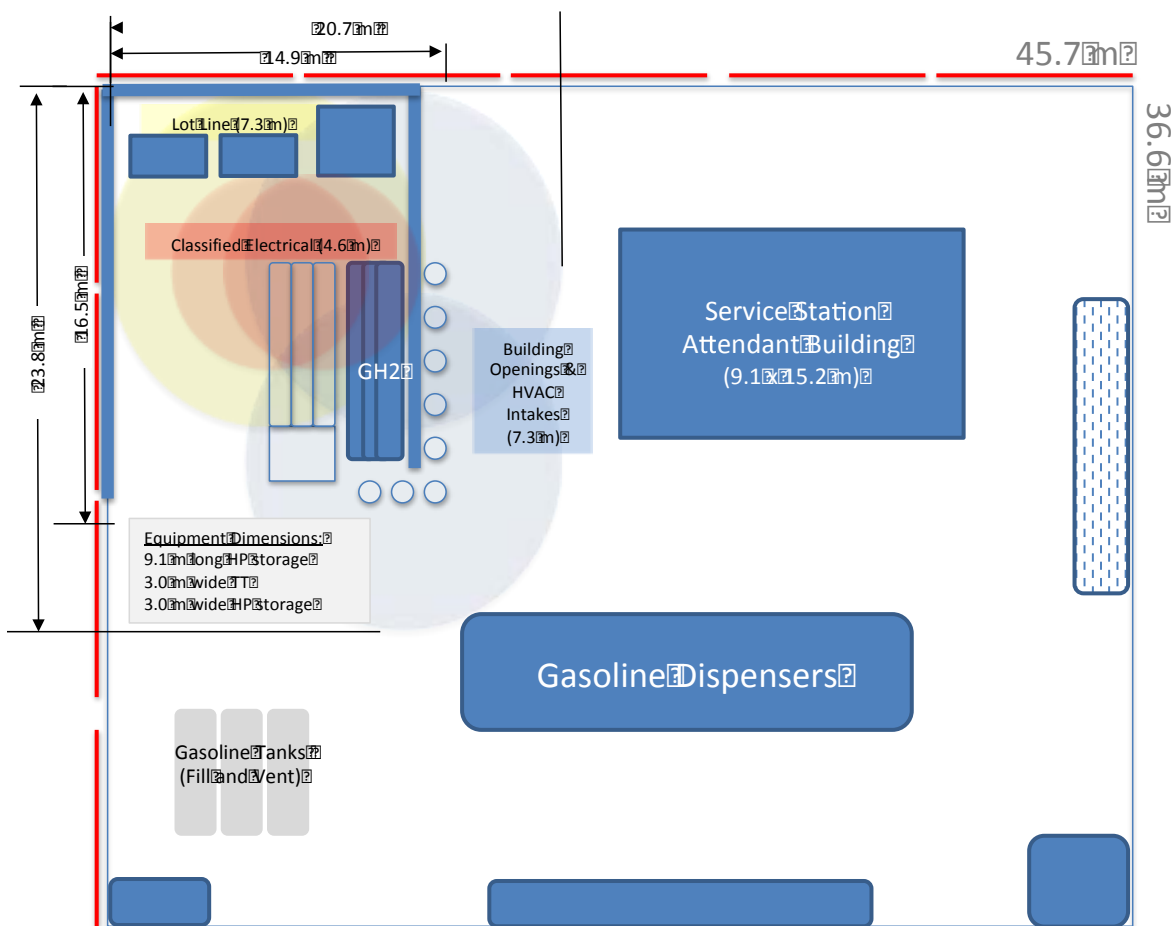 20.7 m
14.9 m
45.7 m
36.6 m
23.8 m
16.5 m
Lot Line (7.3 m)
Classified Electrical (4.6 m)
GH2
Building
Openings &
HVAC
Intakes
(7.3 m)
Service Station
Attendant Building
(9.1 x 15.2 m)
Equipment Dimensions:
9.1 m long HP storage
3.0 m wide TT
3.0 m wide HP storage
Gasoline Dispensers
Gasoline Tanks
(Fill and Vent)